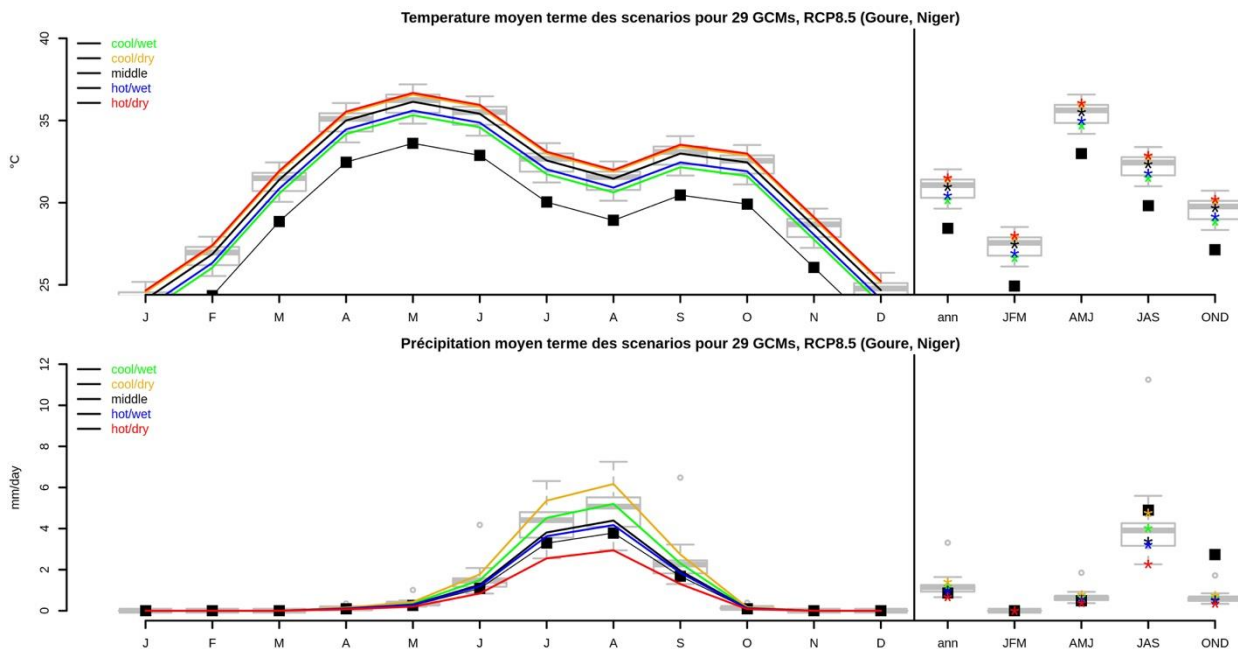 Temperature moyen terme des scenarios pour 29 GCMs, RCP8.5 (Goure, Niger)
40
35
30
25
°C
cool/wet
cool/dry
middle
hot/wet
hot/dry
J F M A M J J A S O N D ann JFM AMJ JAS OND
Précipitation moyen terme des scenarios pour 29 GCMs, RCP8.5 (Goure, Niger)
12
10
8
6
4
2
0
mm/day
cool/wet
cool/dry
middle
hot/wet
hot/dry
J F M A M J J A S O N D ann JFM AMJ JAS OND